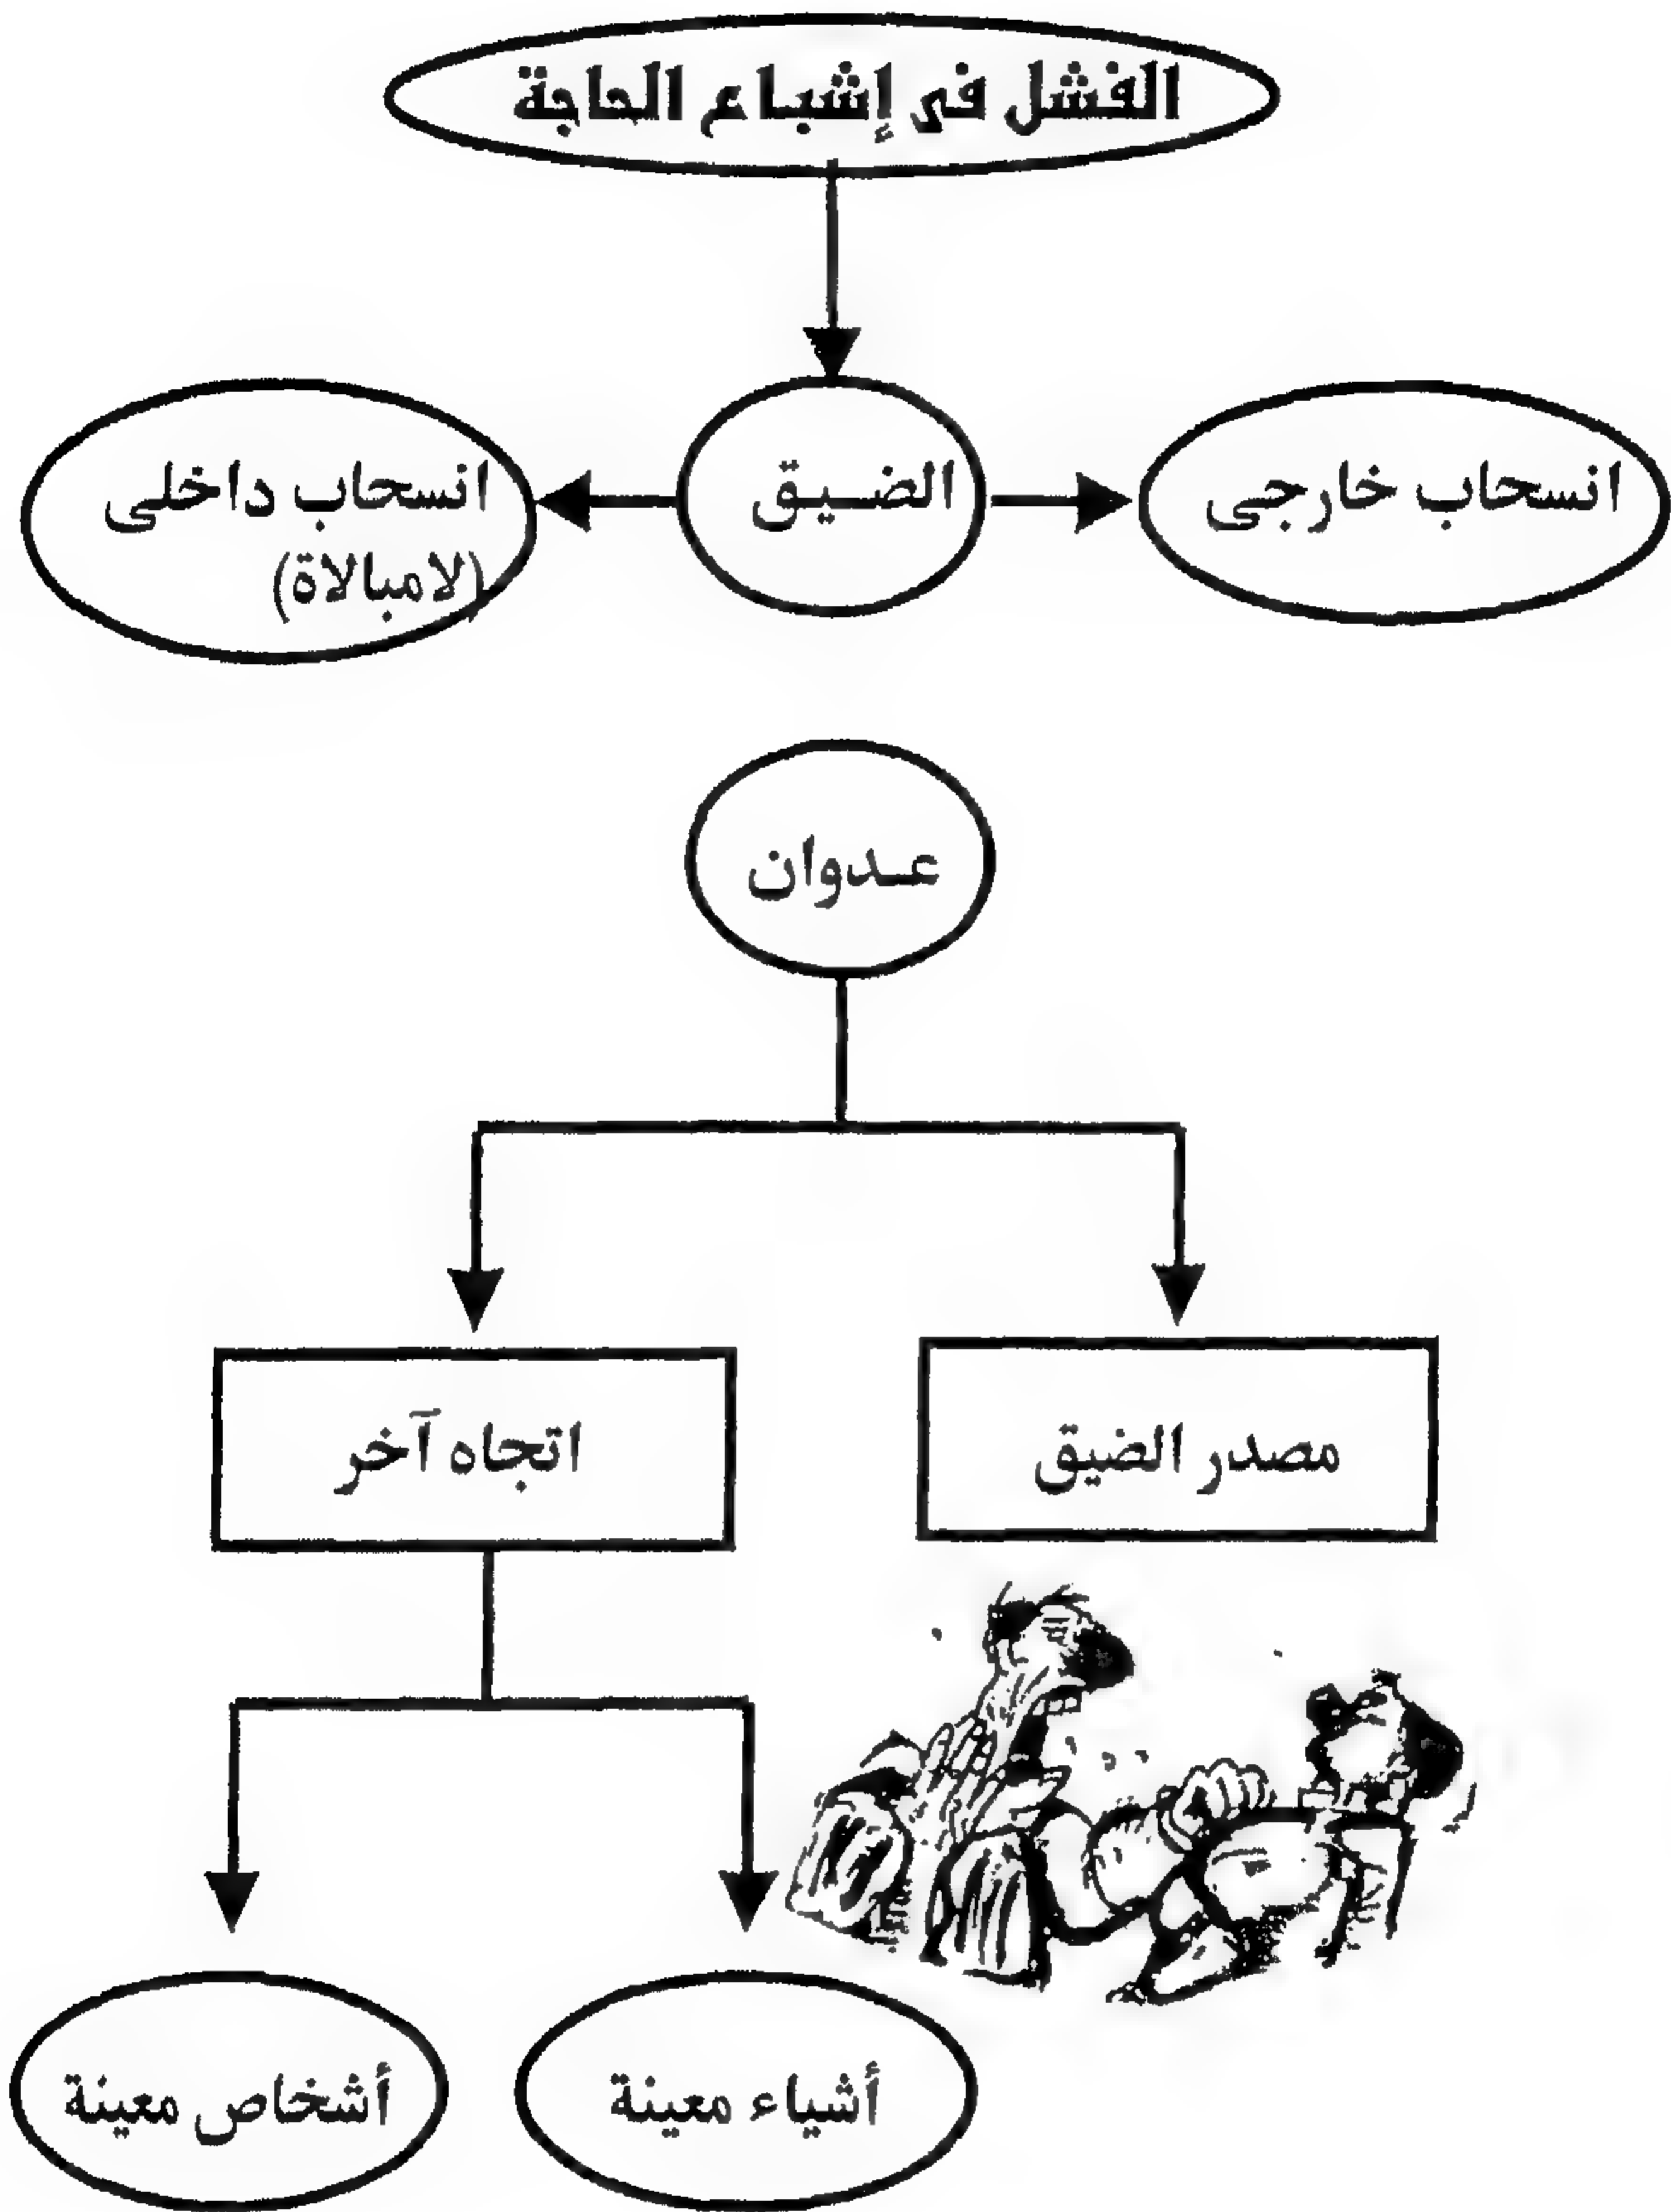 الفشل فى إشباع الحاجة
انسحاب خارجى
الضيق
انسحاب داخلى
(لامبالاة)
عدوان
مصدر الضيق
اتجاه آخر
أشياء معينة
أشخاص معينة